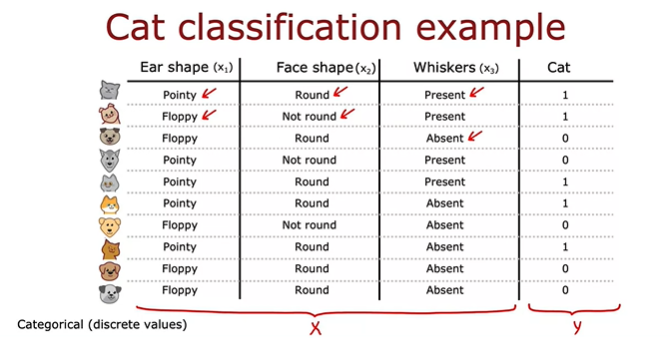 Cat classification example
Ear shape (x₁) Face shape (x₂) Whiskers (x₃) Cat
Pointy Round Present 1
Floppy Not round Present 1
Floppy Round Absent 0
Pointy Not round Present 0
Pointy Round Present 1
Pointy Round Absent 1
Floppy Not round Absent 0
Pointy Round Absent 1
Floppy Round Absent 0
Floppy Round Absent 0
Categorical (discrete values)
X y